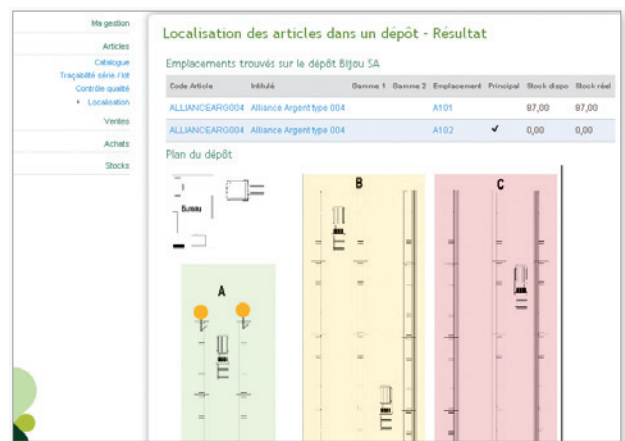 Ma gestion
Articles
Catalogue
Traçabilité série / lot
Contrôle qualité
Localisation
Ventes
Achats
Stocks
Localisation des articles dans un dépôt - Résultat
Emplacements trouvés sur le dépôt Bijou SA
Code Article Intitulé Gamme 1 Gamme 2 Emplacement Principal Stock dispo Stock réel
ALLIANCEARG004 Alliance Argent type 004 A101 87,00 87,00
ALLIANCEARG004 Alliance Argent type 004 A102 ✔ 0,00 0,00
Plan du dépôt
Bureau
A
B
C